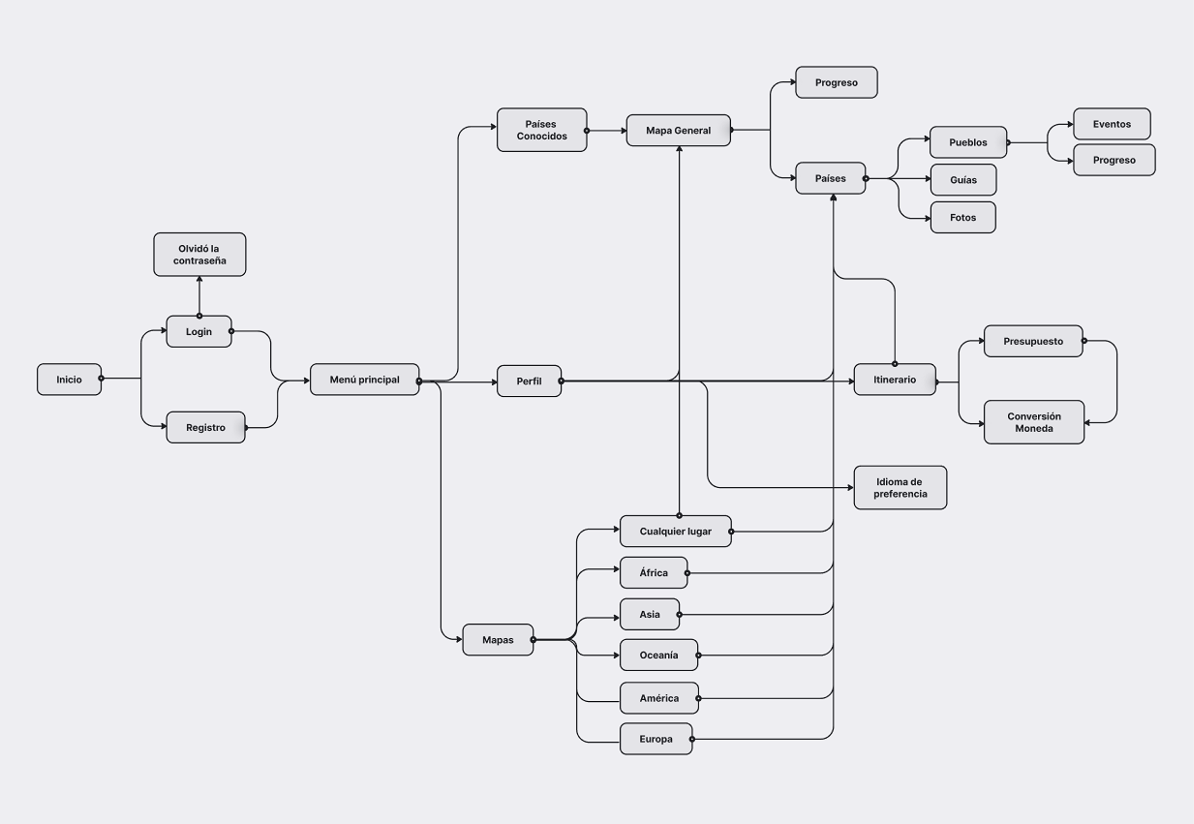 Progreso
Países
Conocidos
Mapa General
Eventos
Pueblos
Progreso
Países
Guías
Fotos
Olvidó la
contraseña
Login
Inicio
Menú principal
Perfil
Itinerario
Presupuesto
Registro
Conversión
Moneda
Idioma de
preferencia
Cualquier lugar
África
Asia
Mapas
Oceanía
América
Europa